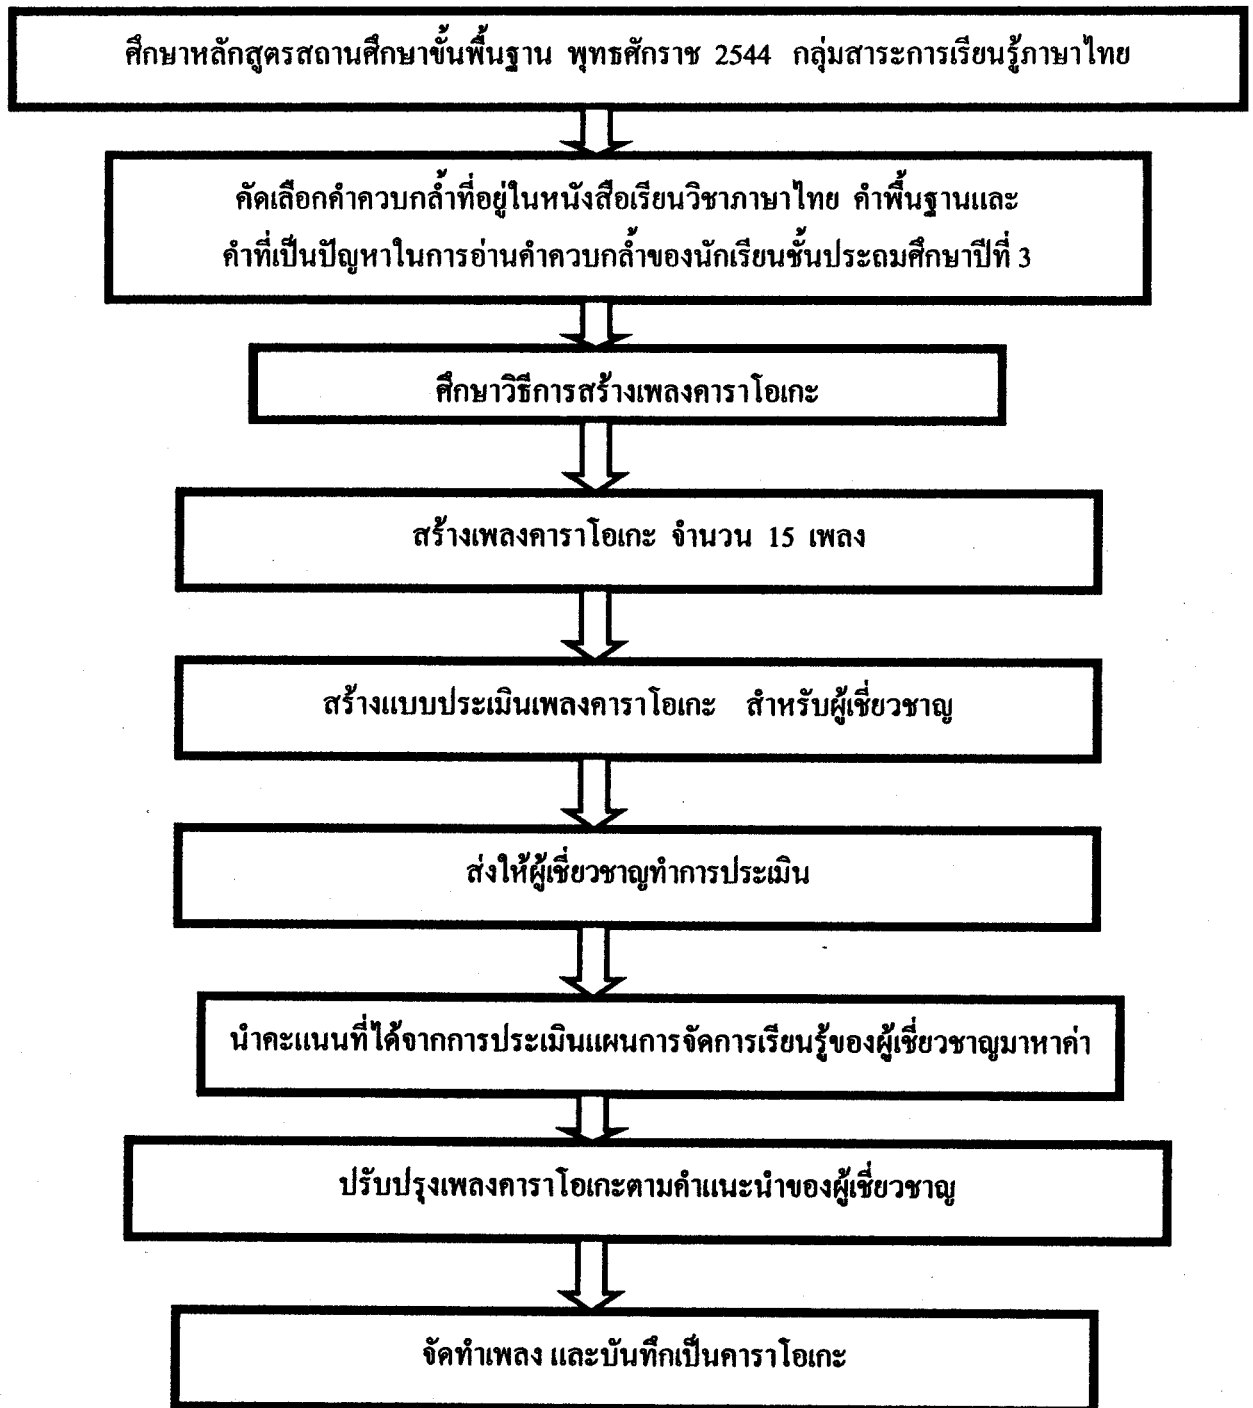 ศึกษาหลักสูตรสถานศึกษาขั้นพื้นฐาน พุทธศักราช 2544 กลุ่มสาระการเรียนรู้ภาษาไทย
คัดเลือกคำควบกล้ำที่อยู่ในหนังสือเรียนวิชาภาษาไทย คำพื้นฐานและ
คำที่เป็นปัญหาในการอ่านคำควบกล้ำของนักเรียนชั้นประถมศึกษาปีที่ 3
ศึกษาวิธีการสร้างเพลงคาราโอเกะ
สร้างเพลงคาราโอเกะ จำนวน 15 เพลง
สร้างแบบประเมินเพลงคาราโอเกะ สำหรับผู้เชี่ยวชาญ
ส่งให้ผู้เชี่ยวชาญทำการประเมิน
นำคะแนนที่ได้จากการประเมินแผนการจัดการเรียนรู้ของผู้เชี่ยวชาญมาหาค่า
ปรับปรุงเพลงคาราโอเกะตามคำแนะนำของผู้เชี่ยวชาญ
จัดทำเพลง และบันทึกเป็นคาราโอเกะ